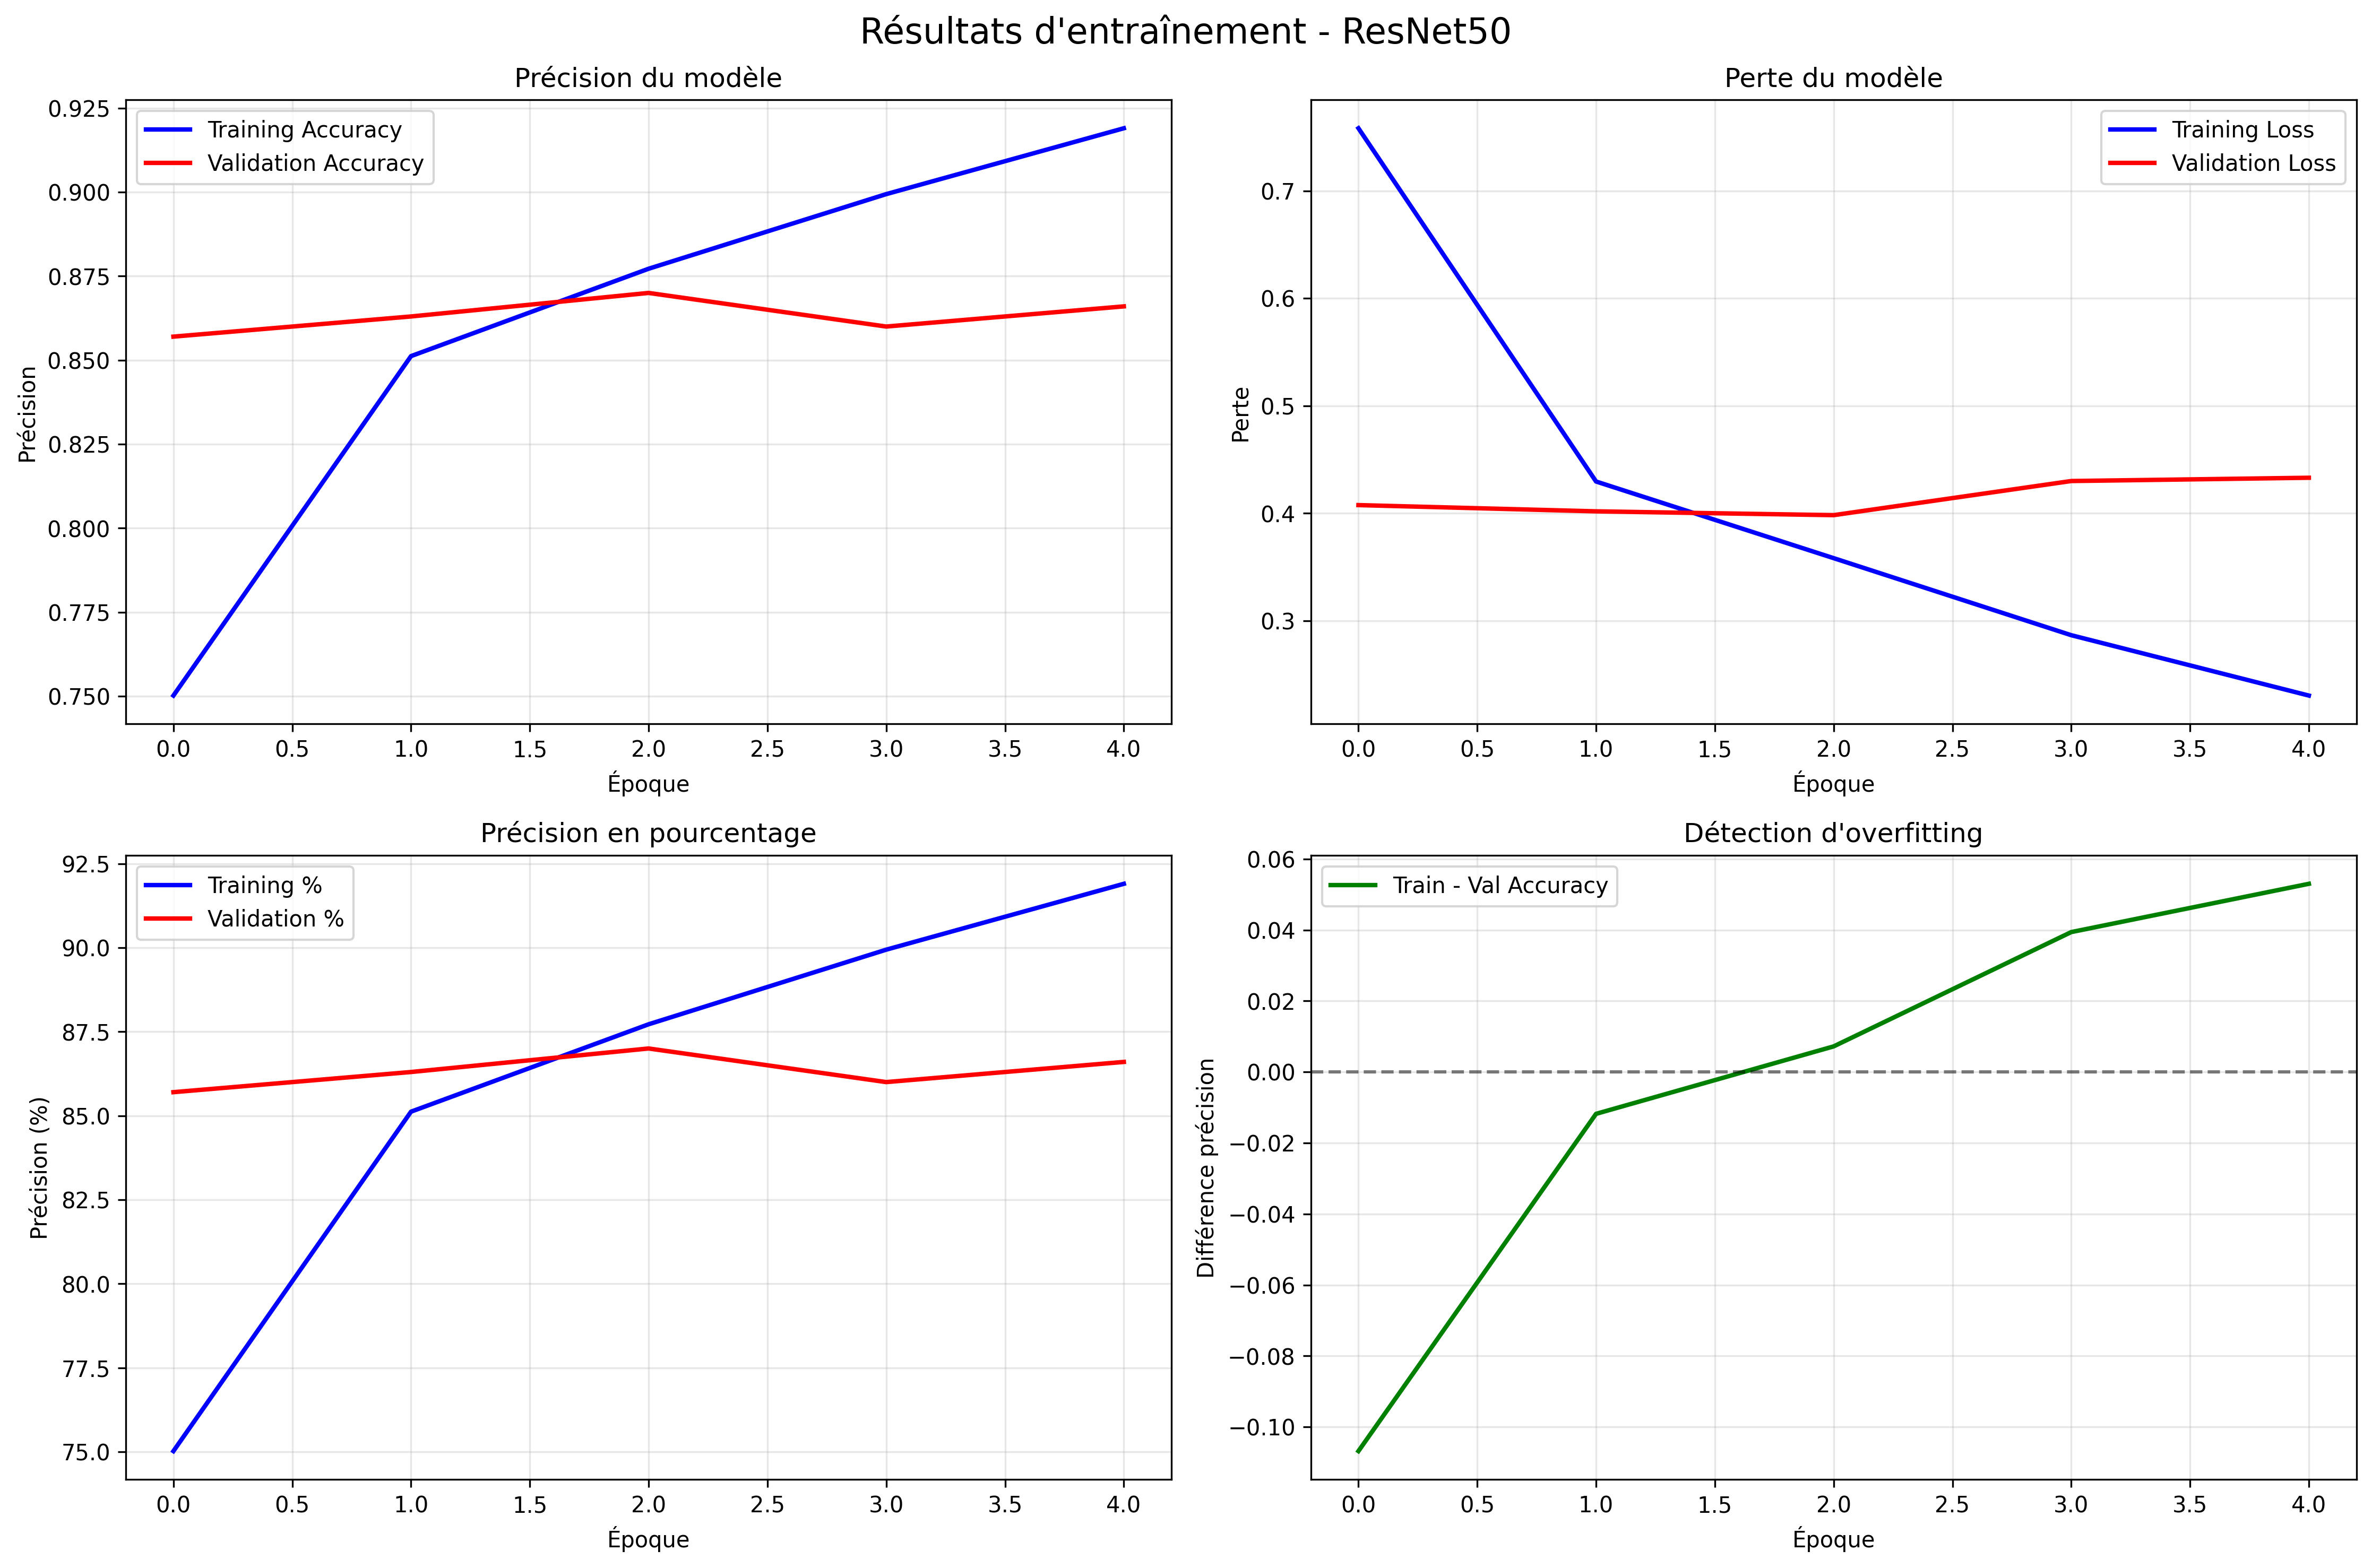 Résultats d'entraînement - ResNet50
Précision du modèle
Training Accuracy
Validation Accuracy
Précision
0.925
0.900
0.875
0.850
0.825
0.800
0.775
0.750
0.0 0.5 1.0 1.5 2.0 2.5 3.0 3.5 4.0
Époque
Perte du modèle
Training Loss
Validation Loss
Perte
0.7
0.6
0.5
0.4
0.3
0.0 0.5 1.0 1.5 2.0 2.5 3.0 3.5 4.0
Époque
Précision en pourcentage
Training %
Validation %
Précision (%)
92.5
90.0
87.5
85.0
82.5
80.0
77.5
75.0
0.0 0.5 1.0 1.5 2.0 2.5 3.0 3.5 4.0
Époque
Détection d'overfitting
Train - Val Accuracy
Différence précision
0.06
0.04
0.02
0.00
−0.02
−0.04
−0.06
−0.08
−0.10
0.0 0.5 1.0 1.5 2.0 2.5 3.0 3.5 4.0
Époque